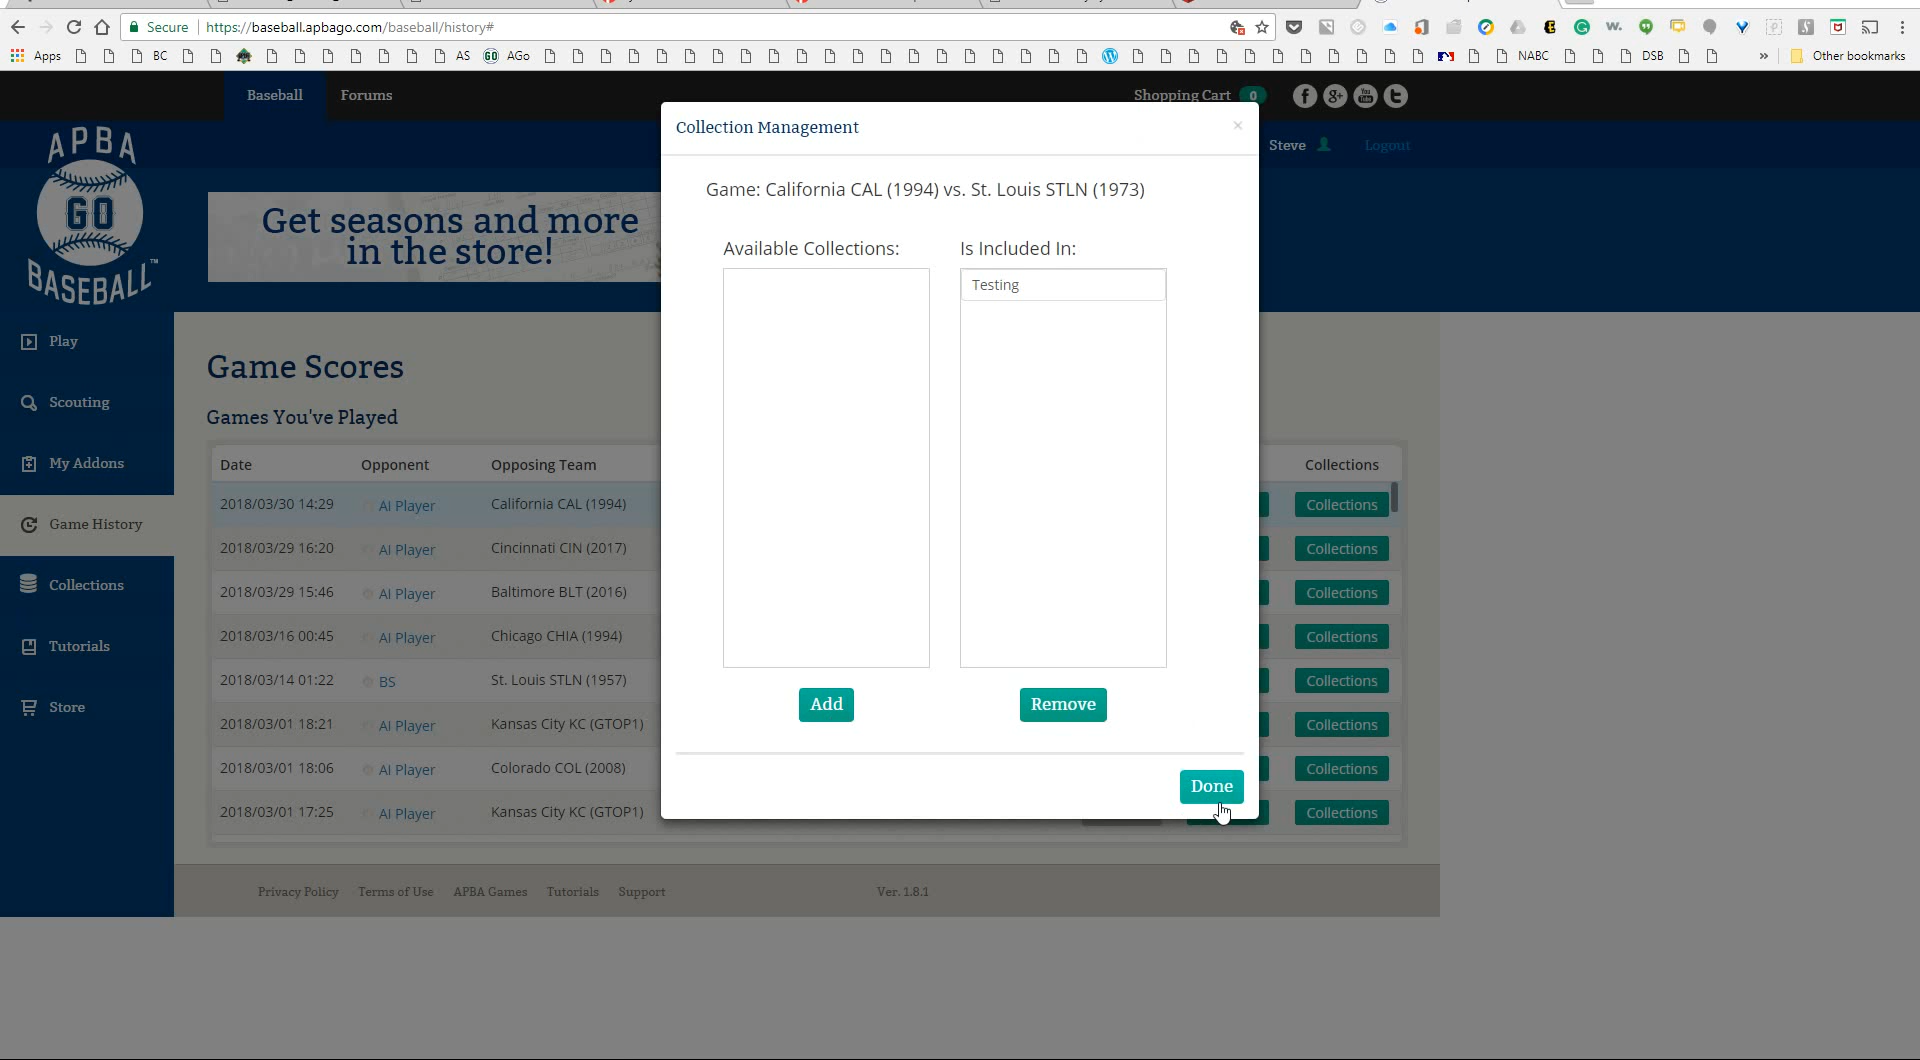 Secure https://baseball.apbago.com/baseball/history#
Apps BC AS GO AGo NABC DSB » Other bookmarks
Baseball Forums Shopping Cart 0
Steve Logout
APBA
GO
BASEBALL™
Get seasons and more
in the store!
Play
Scouting
My Addons
Game History
Collections
Tutorials
Store
Game Scores
Games You've Played
Date Opponent Opposing Team Collections
2018/03/30 14:29 AI Player California CAL (1994) Collections
2018/03/29 16:20 AI Player Cincinnati CIN (2017) Collections
2018/03/29 15:46 AI Player Baltimore BLT (2016) Collections
2018/03/16 00:45 AI Player Chicago CHIA (1994) Collections
2018/03/14 01:22 BS St. Louis STLN (1957) Collections
2018/03/01 18:21 AI Player Kansas City KC (GTOP1) Collections
2018/03/01 18:06 AI Player Colorado COL (2008) Collections
2018/03/01 17:25 AI Player Kansas City KC (GTOP1) Collections
Collection Management ×
Game: California CAL (1994) vs. St. Louis STLN (1973)
Available Collections: Is Included In:
Testing
Add Remove
Done
Privacy Policy Terms of Use APBA Games Tutorials Support Ver. 1.8.1